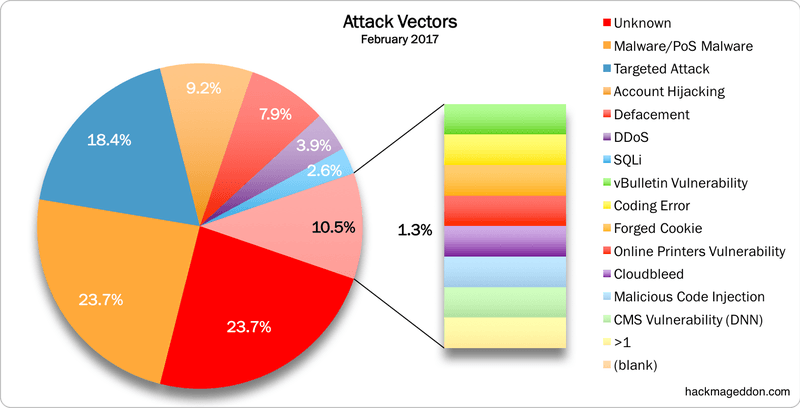 Attack Vectors
February 2017
9.2%
7.9%
3.9%
2.6%
18.4%
10.5%
23.7%
23.7%
1.3%
Unknown
Malware/PoS Malware
Targeted Attack
Account Hijacking
Defacement
DDoS
SQLi
vBulletin Vulnerability
Coding Error
Forged Cookie
Online Printers Vulnerability
Cloudbleed
Malicious Code Injection
CMS Vulnerability (DNN)
>1
(blank)
hackmageddon.com